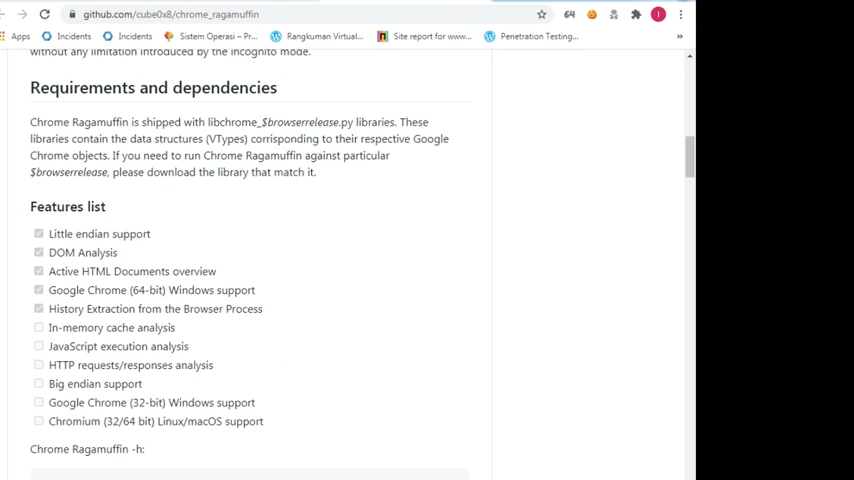 github.com/cube0x8/chrome_ragamuffin
Apps Incidents Incidents Sistem Operasi – Pr... Rangkuman Virtual... Site report for www... Penetration Testing... »
without any limitation introduced by the incognito mode.
Requirements and dependencies
Chrome Ragamuffin is shipped with libchrome_$browserrelease.py libraries. These
libraries contain the data structures (VTypes) corrisponding to their respective Google
Chrome objects. If you need to run Chrome Ragamuffin against particular
$browserrelease, please download the library that match it.
Features list
Little endian support
DOM Analysis
Active HTML Documents overview
Google Chrome (64-bit) Windows support
History Extraction from the Browser Process
In-memory cache analysis
JavaScript execution analysis
HTTP requests/responses analysis
Big endian support
Google Chrome (32-bit) Windows support
Chromium (32/64 bit) Linux/macOS support
Chrome Ragamuffin -h: